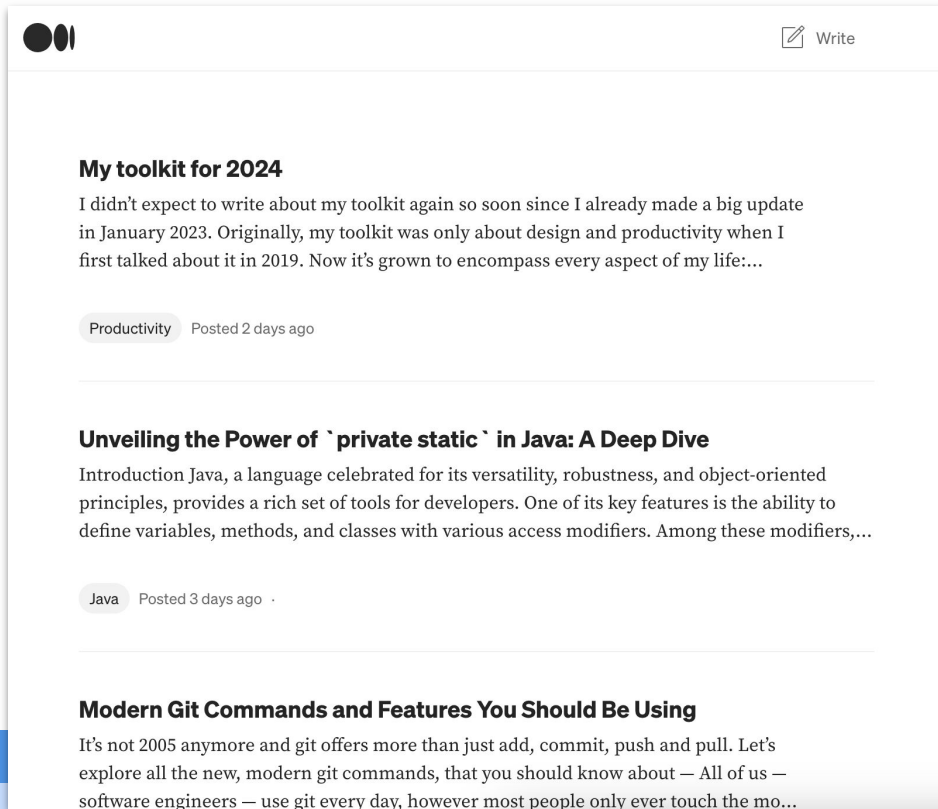 Write
My toolkit for 2024
I didn’t expect to write about my toolkit again so soon since I already made a big update
in January 2023. Originally, my toolkit was only about design and productivity when I
first talked about it in 2019. Now it’s grown to encompass every aspect of my life:…
Productivity Posted 2 days ago
Unveiling the Power of `private static` in Java: A Deep Dive
Introduction Java, a language celebrated for its versatility, robustness, and object-oriented
principles, provides a rich set of tools for developers. One of its key features is the ability to
define variables, methods, and classes with various access modifiers. Among these modifiers,…
Java Posted 3 days ago ·
Modern Git Commands and Features You Should Be Using
It’s not 2005 anymore and git offers more than just add, commit, push and pull. Let’s
explore all the new, modern git commands, that you should know about — All of us —
software engineers — use git every day, however most people only ever touch the mo…